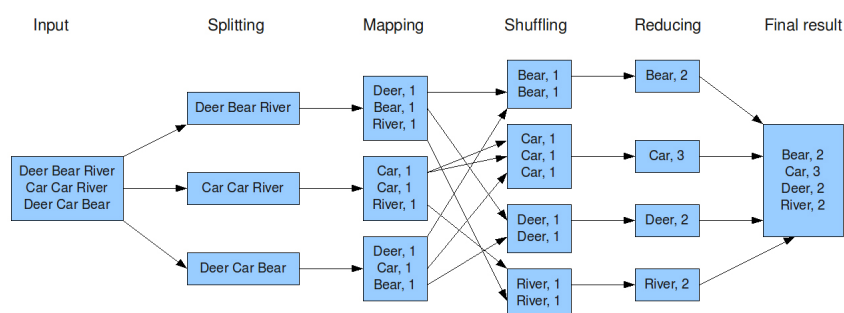 Input
Splitting
Mapping
Shuffling
Reducing
Final result
Deer Bear River
Car Car River
Deer Car Bear
Deer Bear River
Car Car River
Deer Car Bear
Deer, 1
Bear, 1
River, 1
Car, 1
Car, 1
River, 1
Deer, 1
Car, 1
Bear, 1
Bear, 1
Bear, 1
Car, 1
Car, 1
Car, 1
Deer, 1
Deer, 1
River, 1
River, 1
Bear, 2
Car, 3
Deer, 2
River, 2
Bear, 2
Car, 3
Deer, 2
River, 2